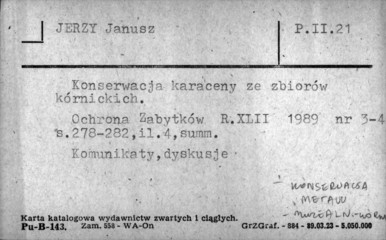 JERZY Janusz P.II.21
Konserwacja karaceny ze zbiorów
kórnickich.
Ochrona Zabytków R.XLII 1989 nr 3-4
s.278-282,il.4,summ.
Komunikaty,dyskusje
- KONSERWACJA
METALU
- MUZEALN.-KÓRN
Karta katalogowa wydawnictw zwartych i ciągłych.
Pu-B-143. Zam. 558 - WA-On GrZGraf. - 884 - 89.03.23 - 5.050.000